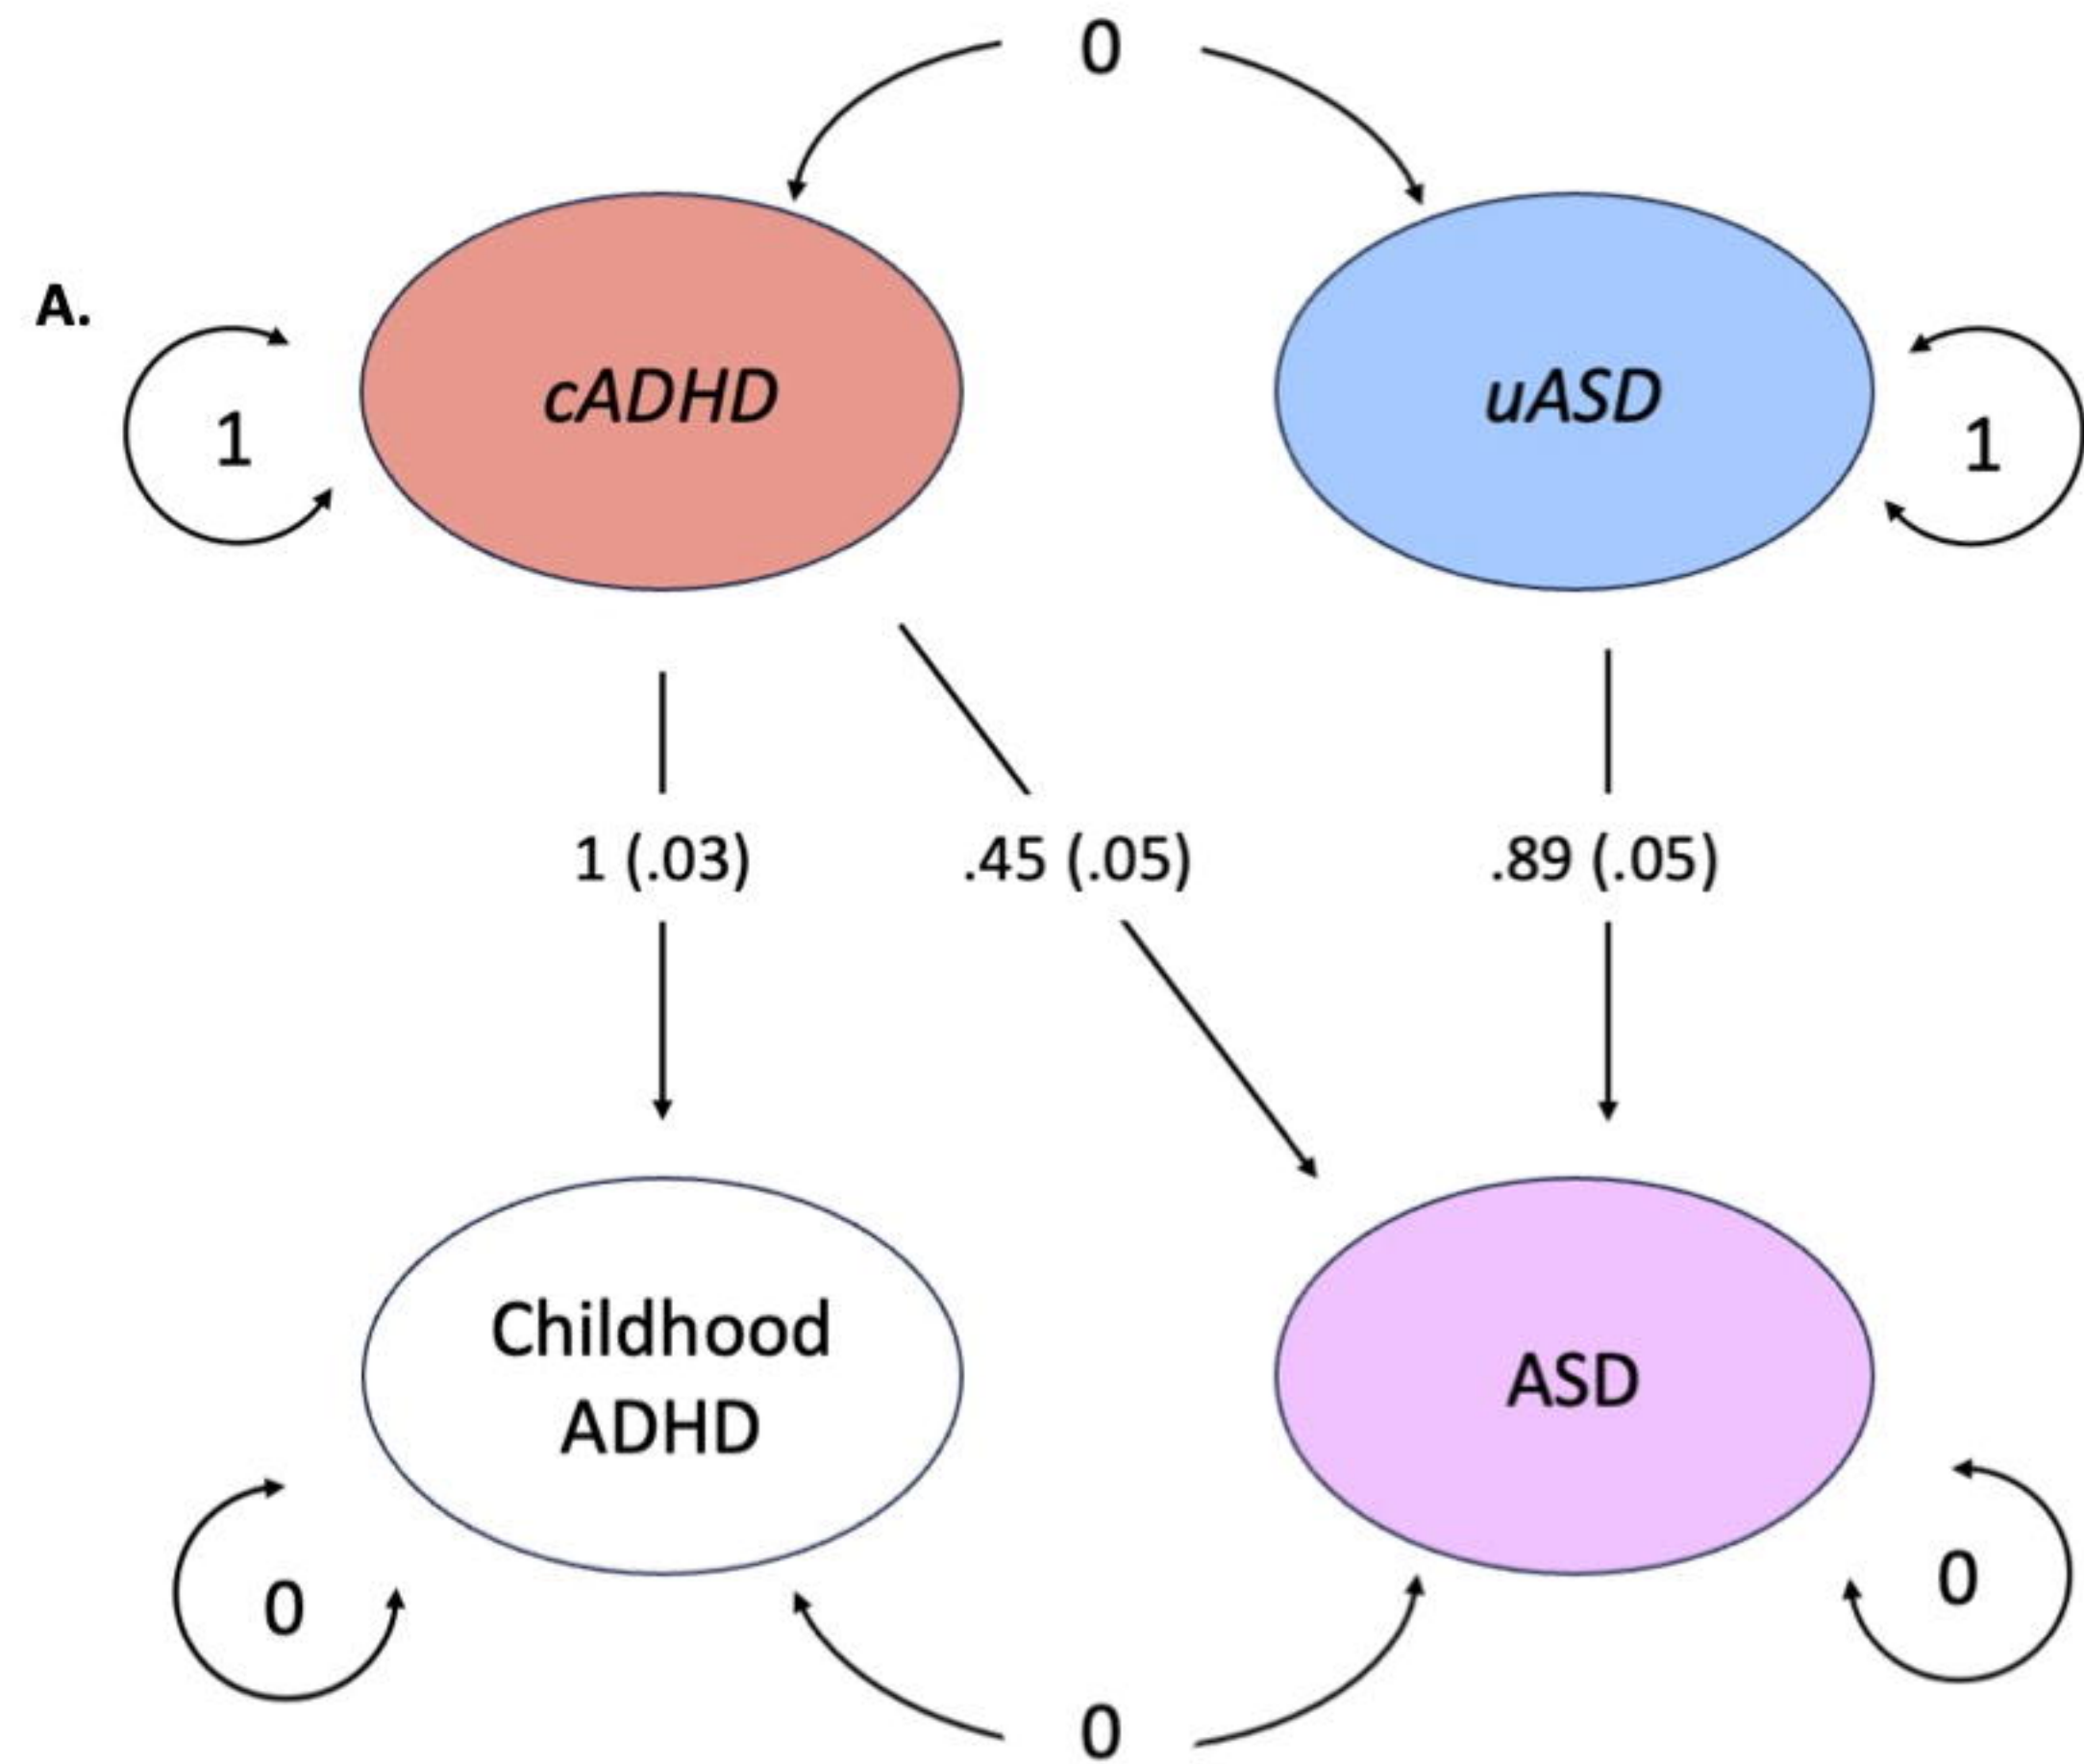 0
A.
cADHD
uASD
1
1
1 (.03)
.45 (.05)
.89 (.05)
Childhood
ADHD
ASD
0
0
0